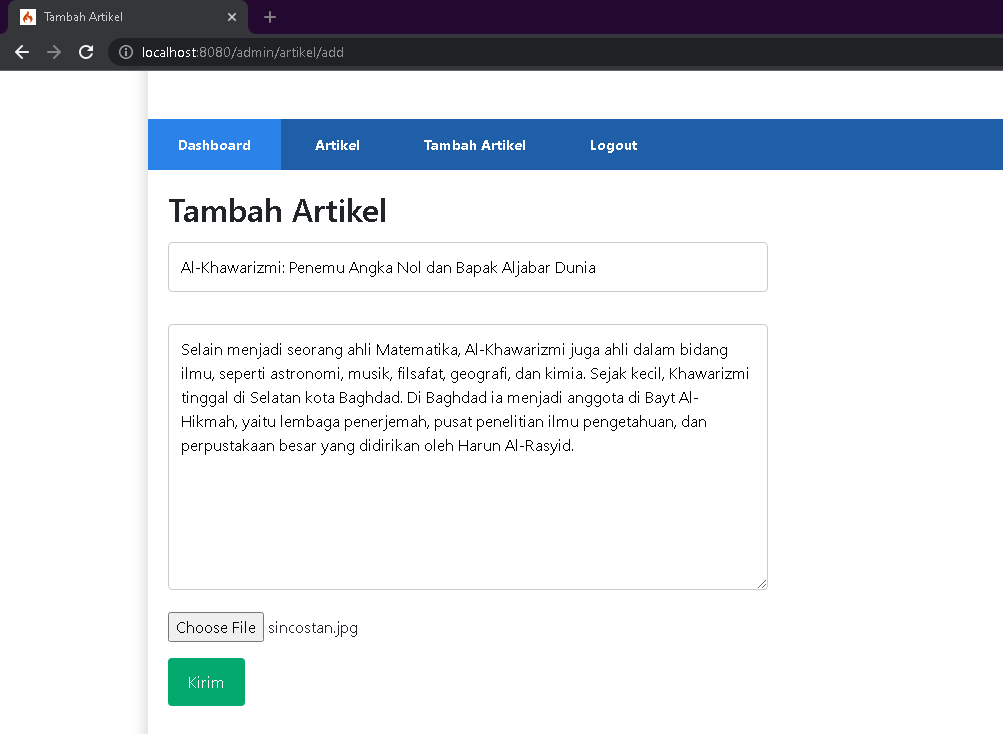 Tambah Artikel
localhost:8080/admin/artikel/add
Dashboard Artikel Tambah Artikel Logout
Tambah Artikel
Al-Khawarizmi: Penemu Angka Nol dan Bapak Aljabar Dunia
Selain menjadi seorang ahli Matematika, Al-Khawarizmi juga ahli dalam bidang
ilmu, seperti astronomi, musik, filsafat, geografi, dan kimia. Sejak kecil, Khawarizmi
tinggal di Selatan kota Baghdad. Di Baghdad ia menjadi anggota di Bayt Al-
Hikmah, yaitu lembaga penerjemah, pusat penelitian ilmu pengetahuan, dan
perpustakaan besar yang didirikan oleh Harun Al-Rasyid.
Choose File sincostan.jpg
Kirim